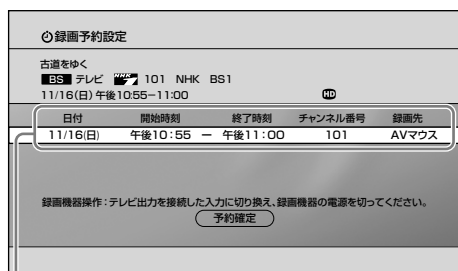 録画予約設定
古道をゆく
BS テレビ NHK 101 NHK BS1
11/16(日) 午後10:55−11:00 HD
日付 開始時刻 終了時刻 チャンネル番号 録画先
11/16(日) 午後10:55 ー 午後11:00 101 AVマウス
録画機器操作:テレビ出力を接続した入力に切り換え、録画機器の電源を切ってください。
予約確定